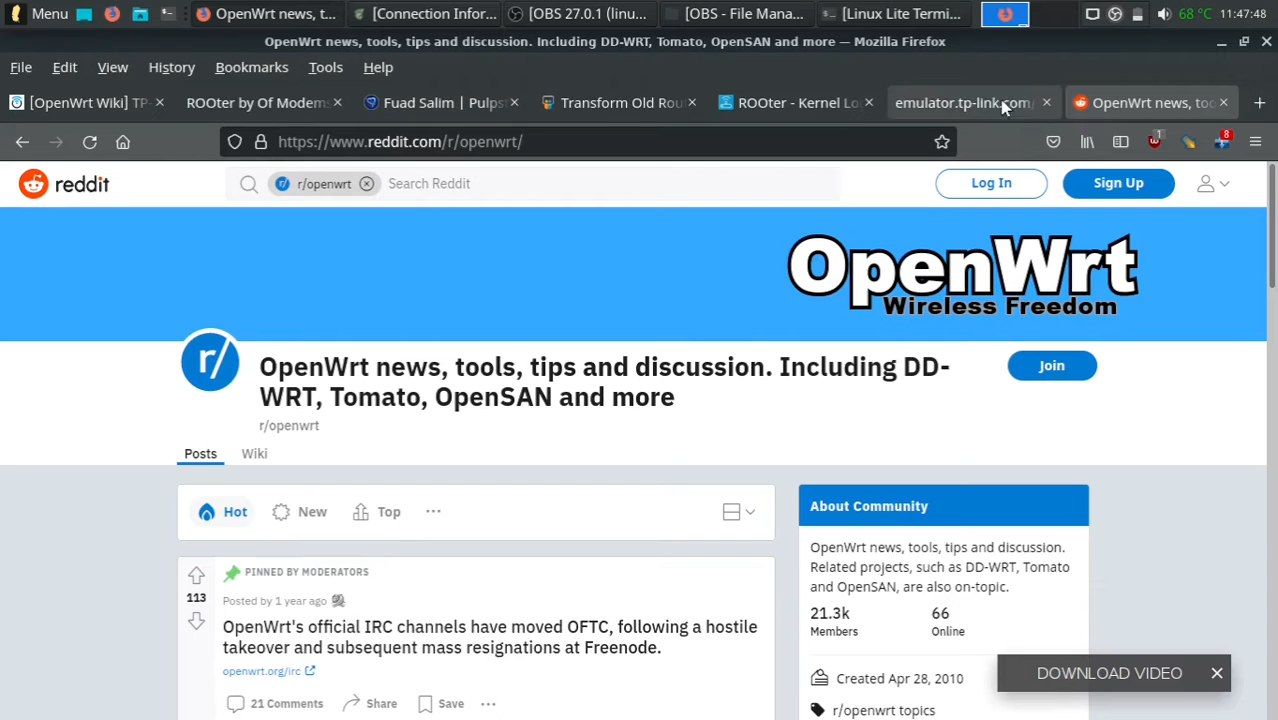 Menu
OpenWrt news, t...
[Connection Infor...
[OBS 27.0.1 (linu...
[OBS - File Mana...
[Linux Lite Termi...
68 °C
11:47:48
OpenWrt news, tools, tips and discussion. Including DD-WRT, Tomato, OpenSAN and more — Mozilla Firefox
File Edit View History Bookmarks Tools Help
[OpenWrt Wiki] TP-
ROOter by Of Modems
Fuad Salim | Pulpst
Transform Old Rou
ROOter - Kernel Lo
emulator.tp-link.com/
OpenWrt news, too
https://www.reddit.com/r/openwrt/
1
8
reddit
r/openwrt
Search Reddit
Log In
Sign Up
OpenWrt
Wireless Freedom
r/
OpenWrt news, tools, tips and discussion. Including DD-
WRT, Tomato, OpenSAN and more
Join
r/openwrt
Posts Wiki
Hot New Top ...
About Community
OpenWrt news, tools, tips and discussion.
Related projects, such as DD-WRT, Tomato
and OpenSAN, are also on-topic.
21.3k 66
Members Online
Created Apr 28, 2010
r/openwrt topics
PINNED BY MODERATORS
113
Posted by 1 year ago
OpenWrt's official IRC channels have moved OFTC, following a hostile
takeover and subsequent mass resignations at Freenode.
openwrt.org/irc
21 Comments Share Save ...
DOWNLOAD VIDEO